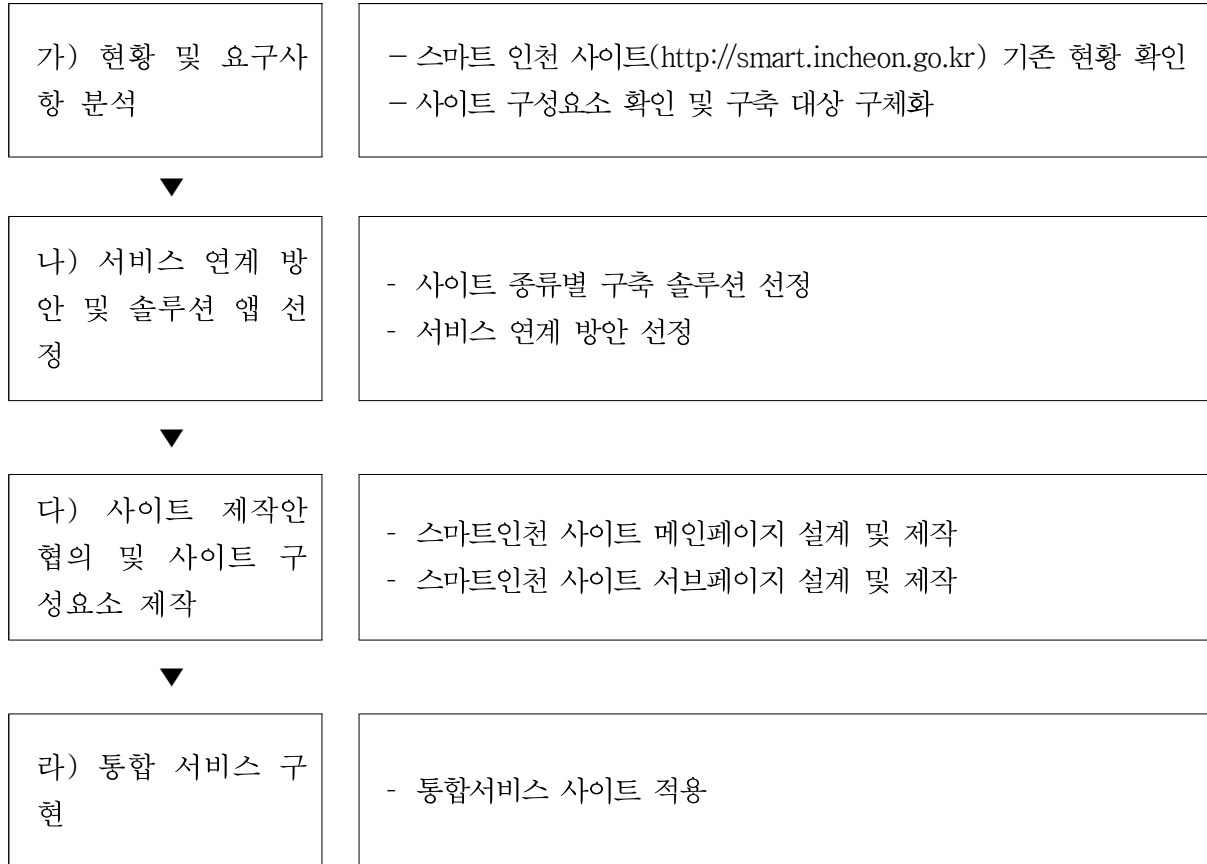 가) 현황 및 요구사
항 분석
– 스마트 인천 사이트(http://smart.incheon.go.kr) 기존 현황 확인
– 사이트 구성요소 확인 및 구축 대상 구체화
▼
나) 서비스 연계 방
안 및 솔루션 앱 선
정
- 사이트 종류별 구축 솔루션 선정
- 서비스 연계 방안 선정
▼
다) 사이트 제작안
협의 및 사이트 구
성요소 제작
- 스마트인천 사이트 메인페이지 설계 및 제작
- 스마트인천 사이트 서브페이지 설계 및 제작
▼
라) 통합 서비스 구
현
- 통합서비스 사이트 적용